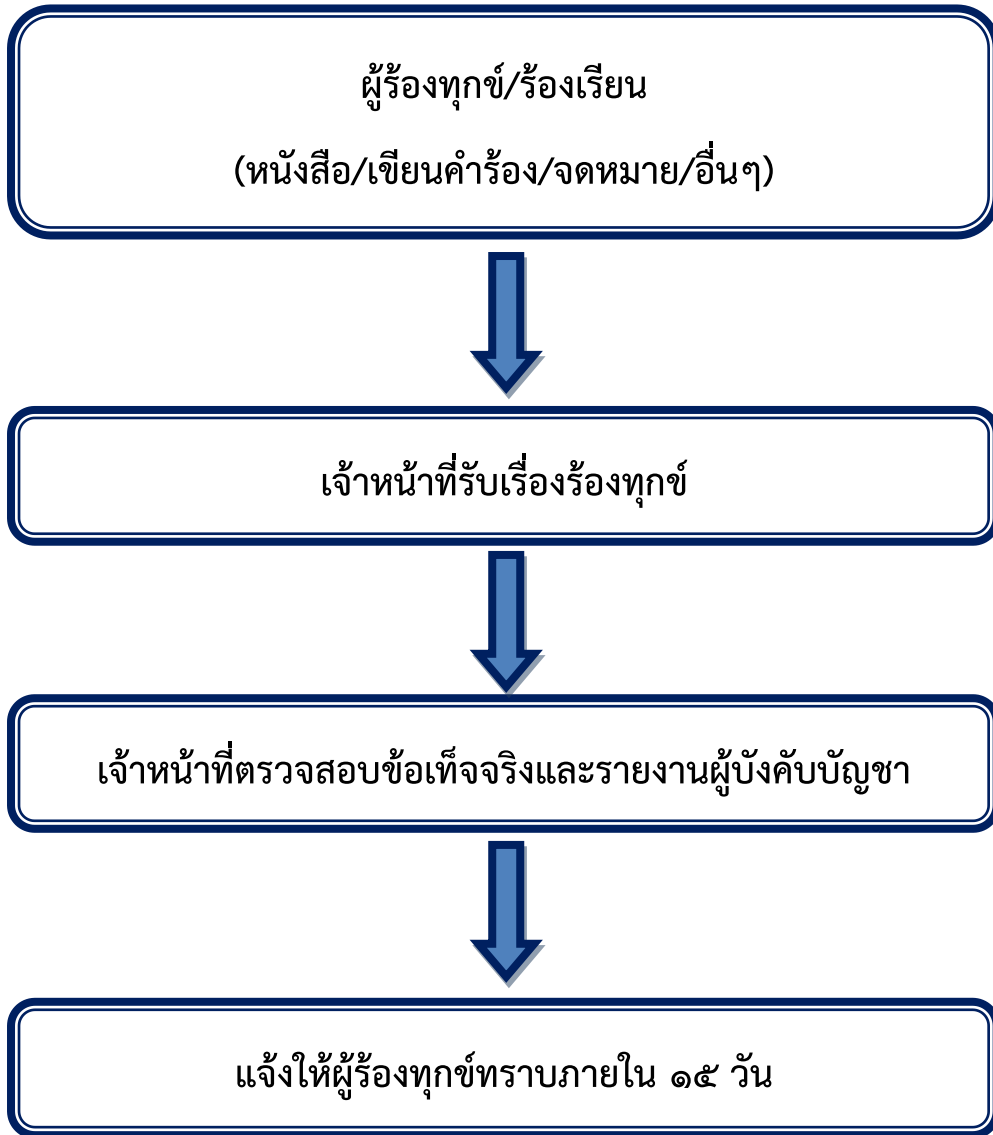 ผู้ร้องทุกข์/ร้องเรียน
(หนังสือ/เขียนคำร้อง/จดหมาย/อื่นๆ)
เจ้าหน้าที่รับเรื่องร้องทุกข์
เจ้าหน้าที่ตรวจสอบข้อเท็จจริงและรายงานผู้บังคับบัญชา
แจ้งให้ผู้ร้องทุกข์ทราบภายใน ๑๕ วัน